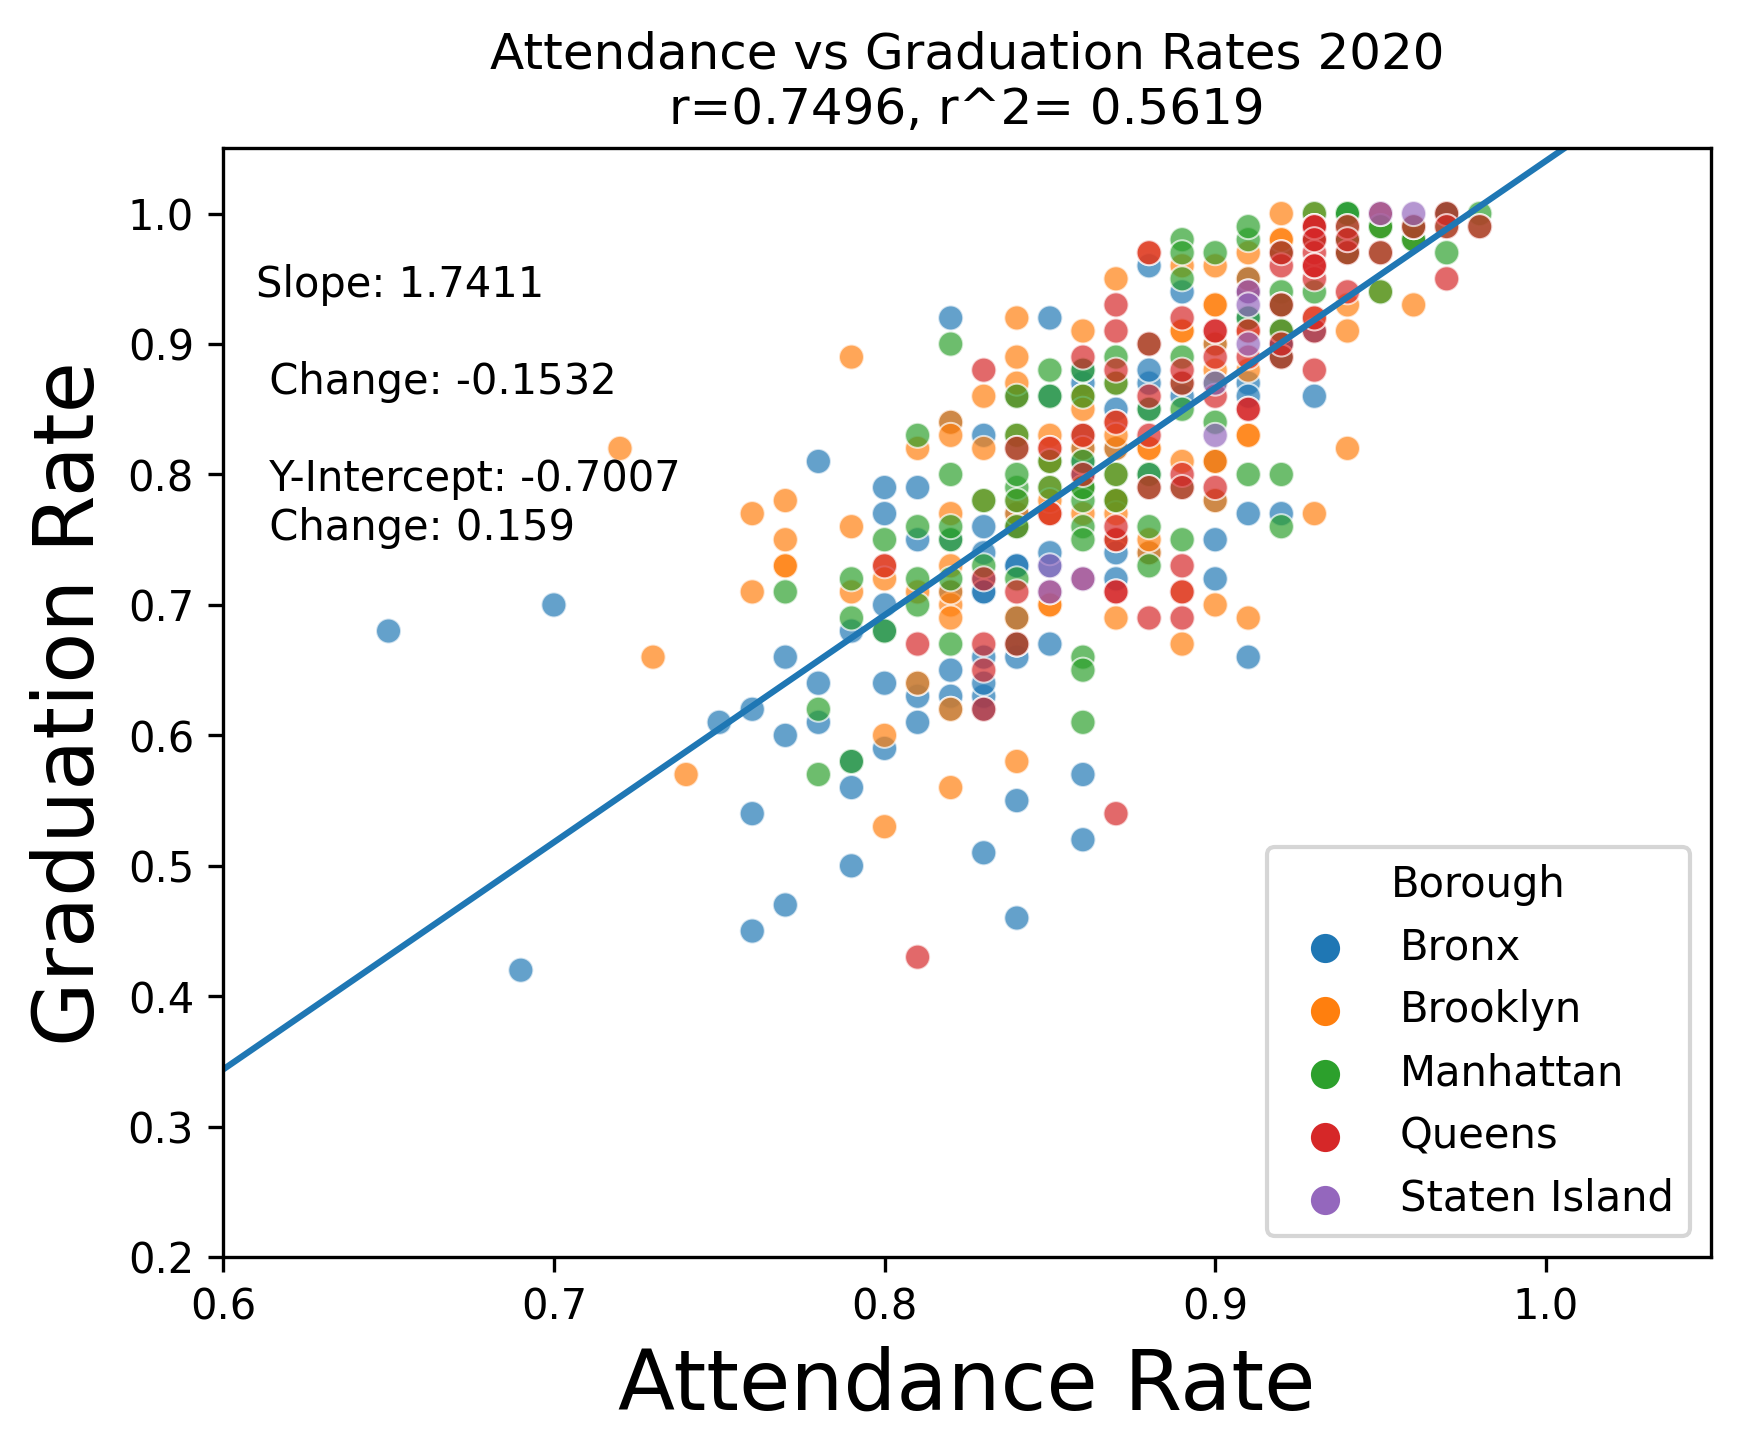 Attendance vs Graduation Rates 2020
r=0.7496, r^2= 0.5619
Graduation Rate
1.0
0.9
0.8
0.7
0.6
0.5
0.4
0.3
0.2
Slope: 1.7411
Change: -0.1532
Y-Intercept: -0.7007
Change: 0.159
Borough
Bronx
Brooklyn
Manhattan
Queens
Staten Island
0.6 0.7 0.8 0.9 1.0
Attendance Rate